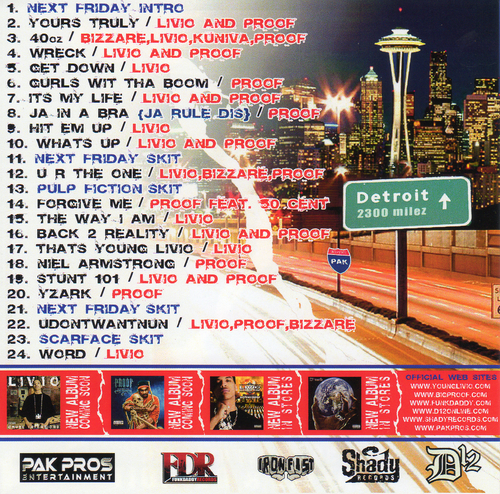 1. NEXT FRIDAY INTRO
2. YOURS TRULY / LIVIO AND PROOF
3. 40oz / BIZZARE,LIVIO,KUNIVA,PROOF
4. WRECK / LIVIO AND PROOF
5. GET DOWN / LIVIO
6. GURLS WIT THA BOOM / PROOF
7. ITS MY LIFE / LIVIO AND PROOF
8. JA IN A BRA {JA RULE DIS} / PROOF
9. HIT EM UP / LIVIO
10. WHATS UP / LIVIO AND PROOF
11. NEXT FRIDAY SKIT
12. U R THE ONE / LIVIO,BIZZARE,PROOF
13. PULP FICTION SKIT
14. FORGIVE ME / PROOF FEAT. 50 CENT
15. THE WAY I AM / LIVIO
16. BACK 2 REALITY / LIVIO AND PROOF
17. THATS YOUNG LIVIO / LIVIO
18. NIEL ARMSTRONG / PROOF
19. STUNT 101 / LIVIO AND PROOF
20. YZARK / PROOF
21. NEXT FRIDAY SKIT
22. UDONTWANTNUN / LIVIO,PROOF,BIZZARE
23. SCARFACE SKIT
24. WORD / LIVIO
Detroit
2300 milez
PAK
LIVIO
NEW ALBUM
COMING SOON
PROOF
NEW ALBUM
COMING SOON
NEW ALBUM
IN STORES
NEW ALBUM
IN STORES
OFFICIAL WEB SITES
WWW.YOUNGLIVIO.COM
WWW.BIGPROOF.COM
WWW.FUNKDADDY.COM
WWW.D12ONLINE.COM
WWW.SHADYRECORDS.COM
WWW.PAKPROS.COM
PAK PROS
ENTERTAINMENT
FDR
FUNKDADDY RECORDS
IRON FIST
Shady
RECORDS
D12